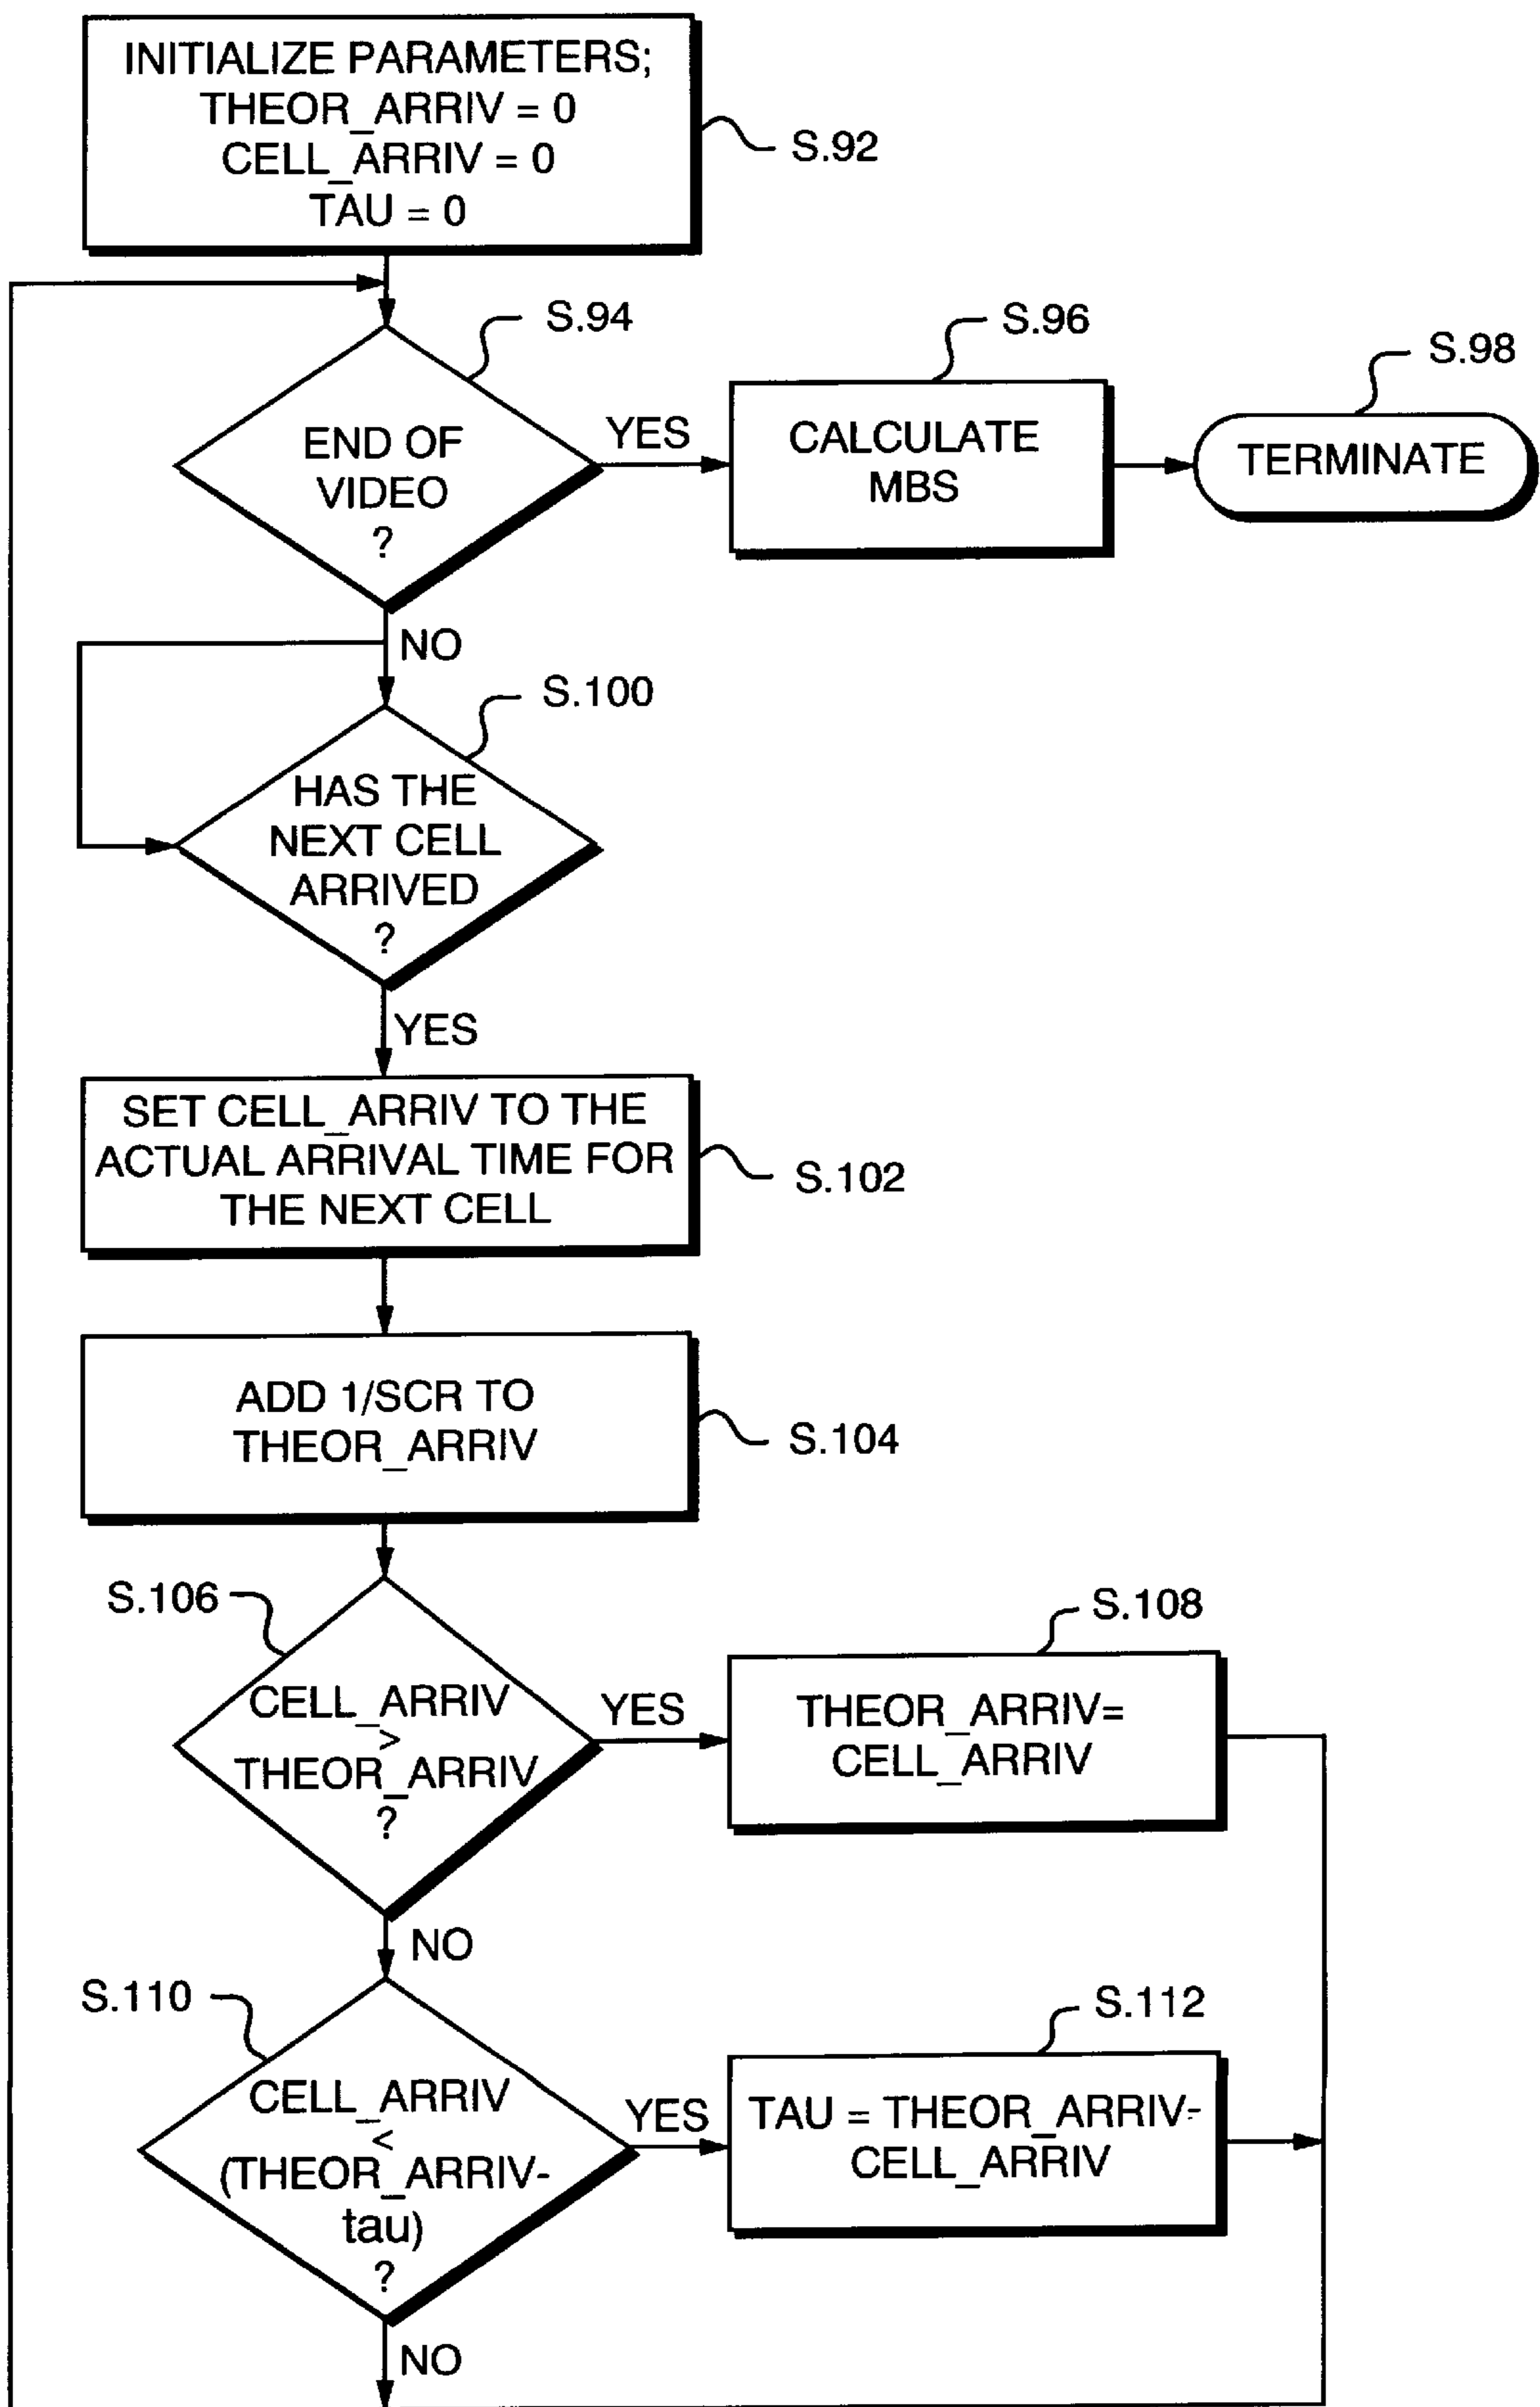 INITIALIZE PARAMETERS;
THEOR_ARRIV = 0
CELL_ARRIV = 0
TAU = 0
S.92
S.94
END OF
VIDEO
?
YES
S.96
CALCULATE
MBS
S.98
TERMINATE
NO
S.100
HAS THE
NEXT CELL
ARRIVED
?
YES
SET CELL_ARRIV TO THE
ACTUAL ARRIVAL TIME FOR
THE NEXT CELL
S.102
ADD 1/SCR TO
THEOR_ARRIV
S.104
S.106
CELL_ARRIV
>
THEOR_ARRIV
?
YES
S.108
THEOR_ARRIV=
CELL_ARRIV
NO
S.110
CELL_ARRIV
<
(THEOR_ARRIV-
tau)
?
YES
S.112
TAU = THEOR_ARRIV-
CELL_ARRIV
NO